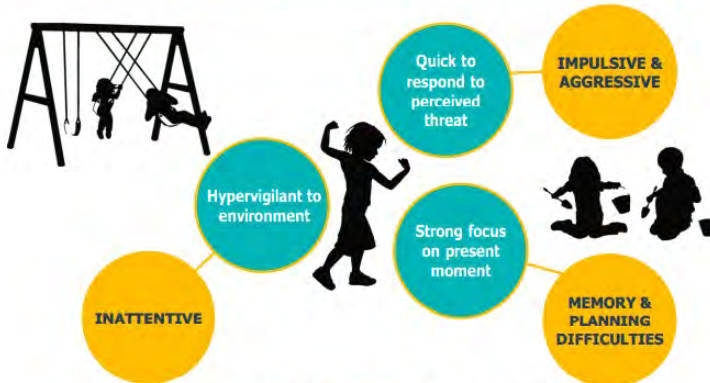 Quick to
respond to
perceived
threat
IMPULSIVE &
AGGRESSIVE
Hypervigilant to
environment
Strong focus
on present
moment
INATTENTIVE
MEMORY &
PLANNING
DIFFICULTIES